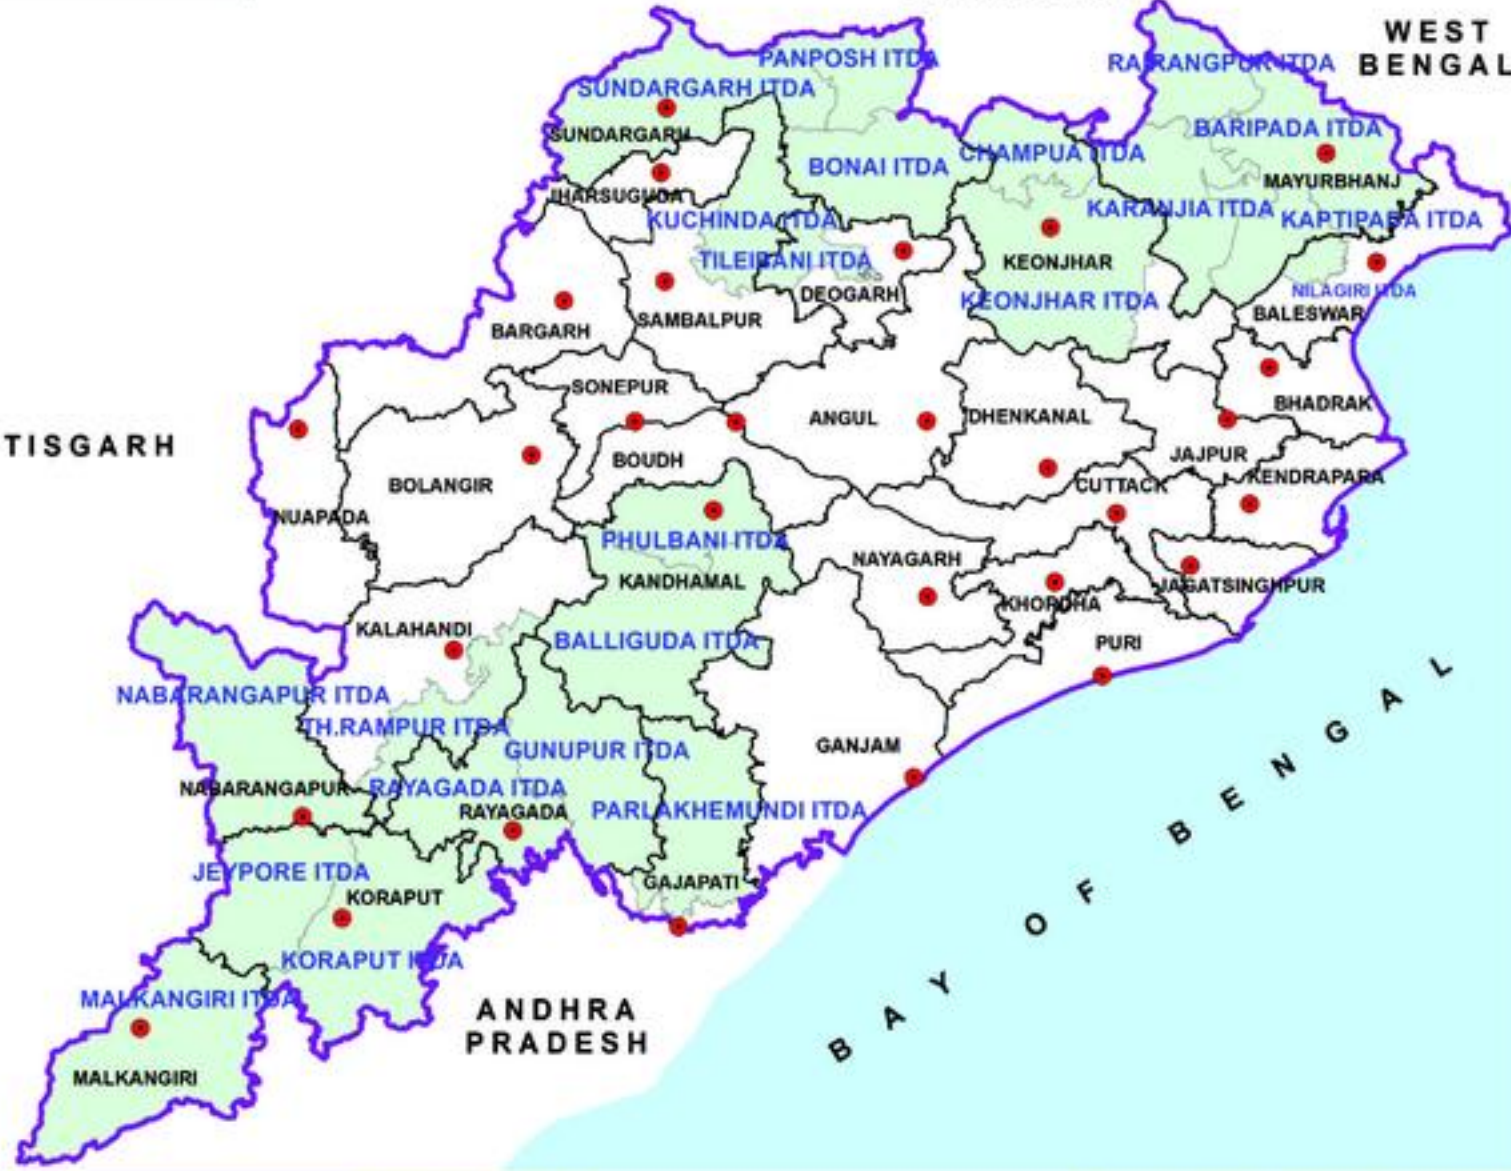 WEST
BENGAL
PANPOSH ITDA
RAIRANGPUR ITDA
SUNDARGARH ITDA
SUNDARGARH
BARIPADA ITDA
CHAMPUA ITDA
BONAI ITDA
MAYURBHANJ
JHARSUGUDA
KARANJIA ITDA
KUCHINDA ITDA
KAPTIPADA ITDA
TILEIBANI ITDA
KEONJHAR
DEOGARH
NILAGIRI ITDA
KEONJHAR ITDA
BALESWAR
SAMBALPUR
BARGARH
SONEPUR
BHADRAK
ANGUL
DHENKANAL
TISGARH
JAJPUR
BOUDH
KENDRAPARA
BOLANGIR
CUTTACK
NUAPADA
PHULBANI ITDA
NAYAGARH
KANDHAMAL
JAGATSINGHPUR
KHORDHA
KALAHANDI
BALLIGUDA ITDA
PURI
NABARANGAPUR ITDA
TH.RAMPUR ITDA
GUNUPUR ITDA
GANJAM
NABARANGAPUR
RAYAGADA ITDA
RAYAGADA
PARLAKHEMUNDI ITDA
JEYPORE ITDA
GAJAPATI
KORAPUT
KORAPUT ITDA
MALKANGIRI ITDA
ANDHRA
PRADESH
MALKANGIRI
BAY OF BENGAL